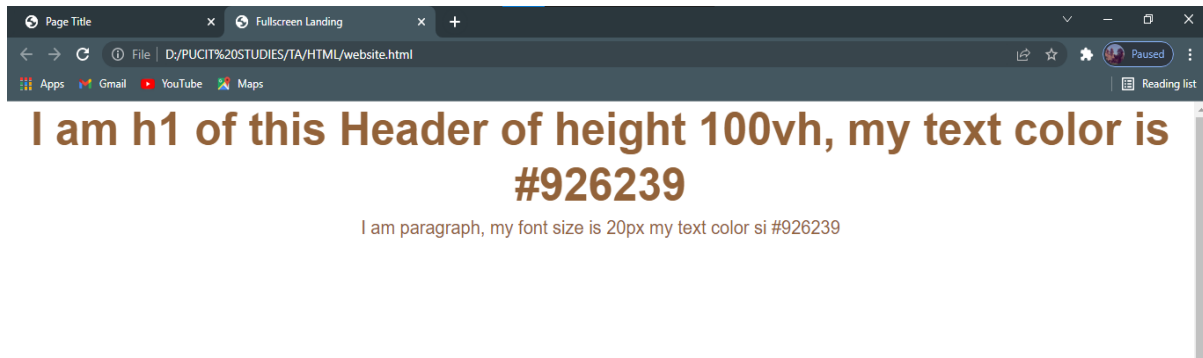 Page Title
Fullscreen Landing
File | D:/PUCIT%20STUDIES/TA/HTML/website.html
Paused
Apps Gmail YouTube Maps
Reading list
I am h1 of this Header of height 100vh, my text color is
#926239
I am paragraph, my font size is 20px my text color si #926239